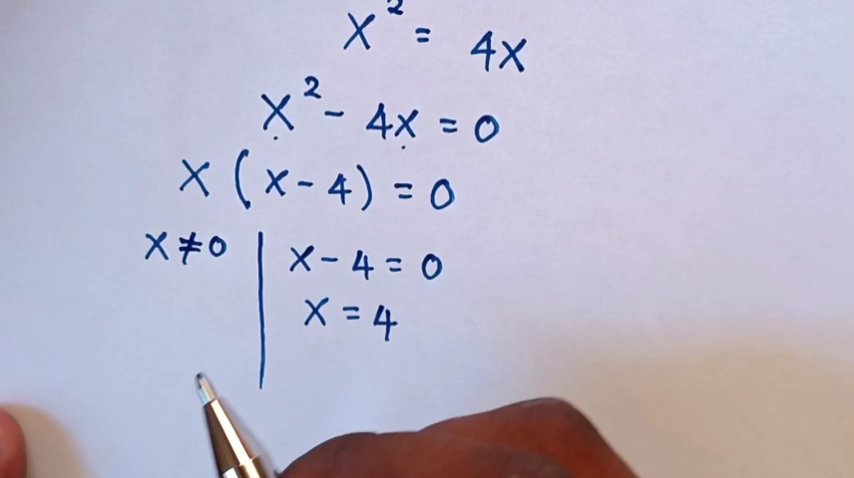 x² = 4x
x² - 4x = 0
x (x - 4) = 0
x ≠ 0 | x - 4 = 0
x = 4